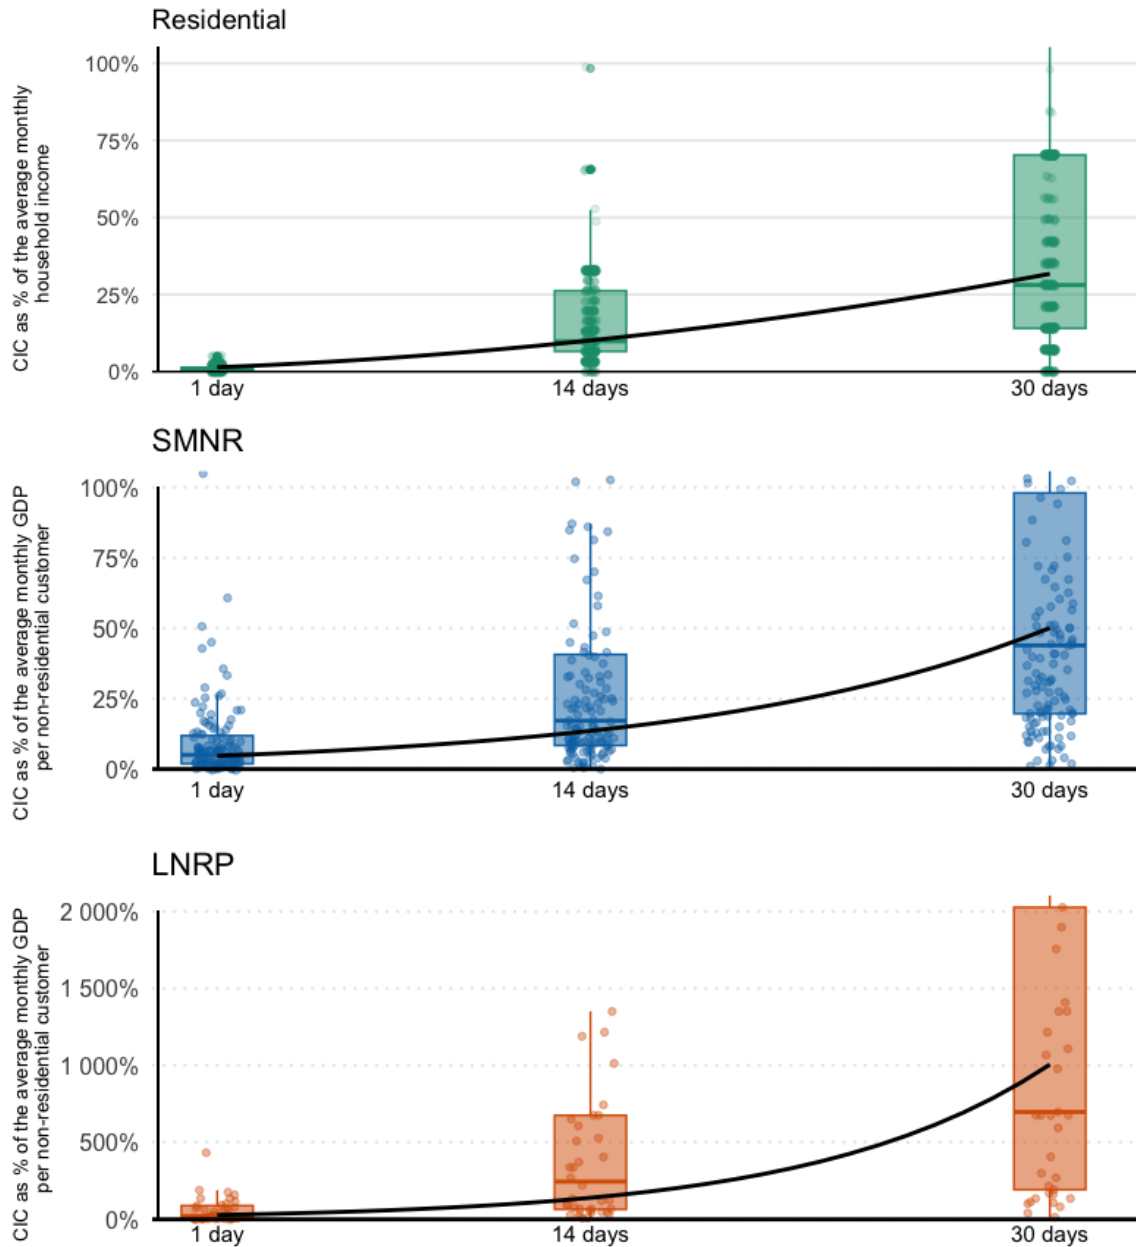 Residential
CIC as % of the average monthly
household income
100%
75%
50%
25%
0%
1 day
14 days
30 days
SMNR
CIC as % of the average monthly GDP
per non-residential customer
100%
75%
50%
25%
0%
1 day
14 days
30 days
LNRP
CIC as % of the average monthly GDP
per non-residential customer
2 000%
1 500%
1 000%
500%
0%
1 day
14 days
30 days